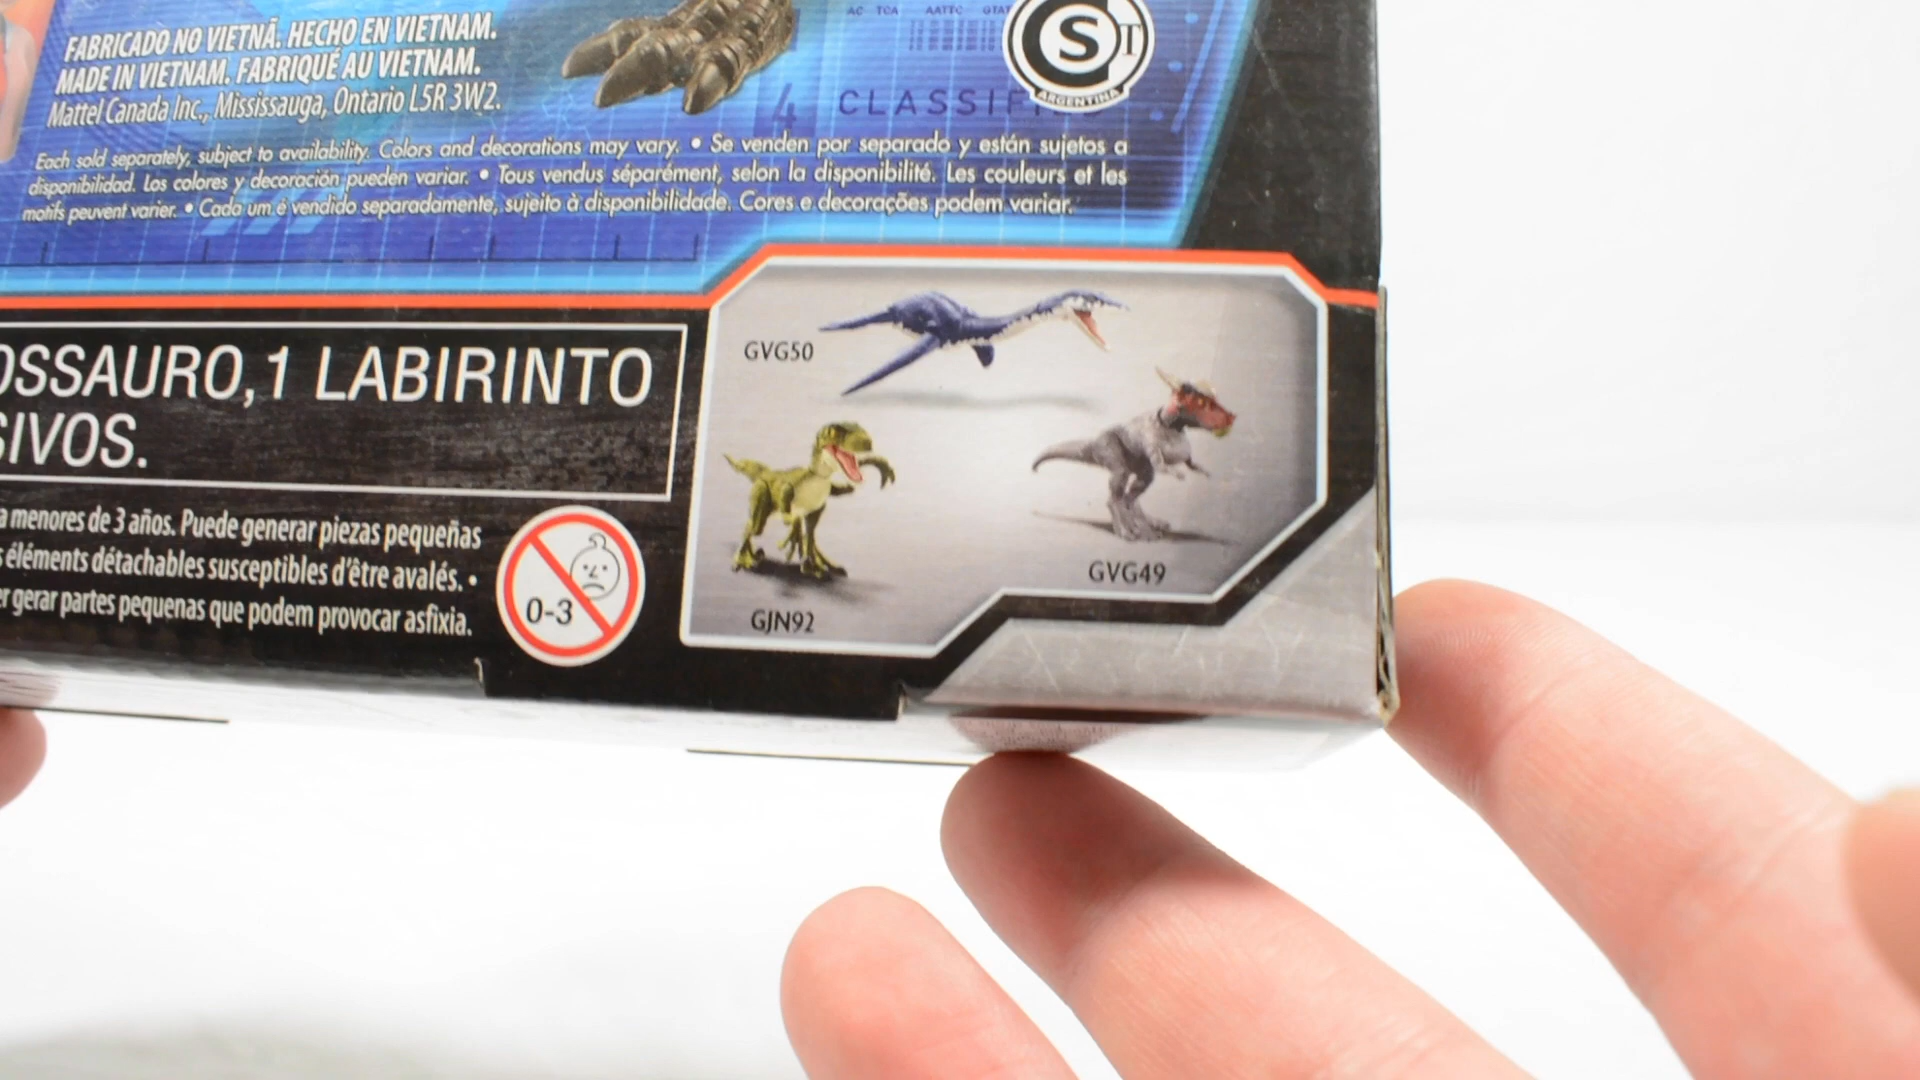 FABRICADO NO VIETNÃ. HECHO EN VIETNAM.
MADE IN VIETNAM. FABRIQUÉ AU VIETNAM.
Mattel Canada Inc., Mississauga, Ontario L5R 3W2.
AC TCA AATTC
4
CLASSIF
S T
ARGENTINA
Each sold separately, subject to availability. Colors and decorations may vary. • Se venden por separado y están sujetos a
disponibilidad. Los colores y decoración pueden variar. • Tous vendus séparément, selon la disponibilité. Les couleurs et les
motifs peuvent varier. • Cada um é vendido separadamente, sujeito à disponibilidade. Cores e decorações podem variar.
OSSAURO,1 LABIRINTO
SIVOS.
a menores de 3 años. Puede generar piezas pequeñas
s éléments détachables susceptibles d'être avalés. •
er gerar partes pequenas que podem provocar asfixia.
0-3
GVG50
GJN92
GVG49